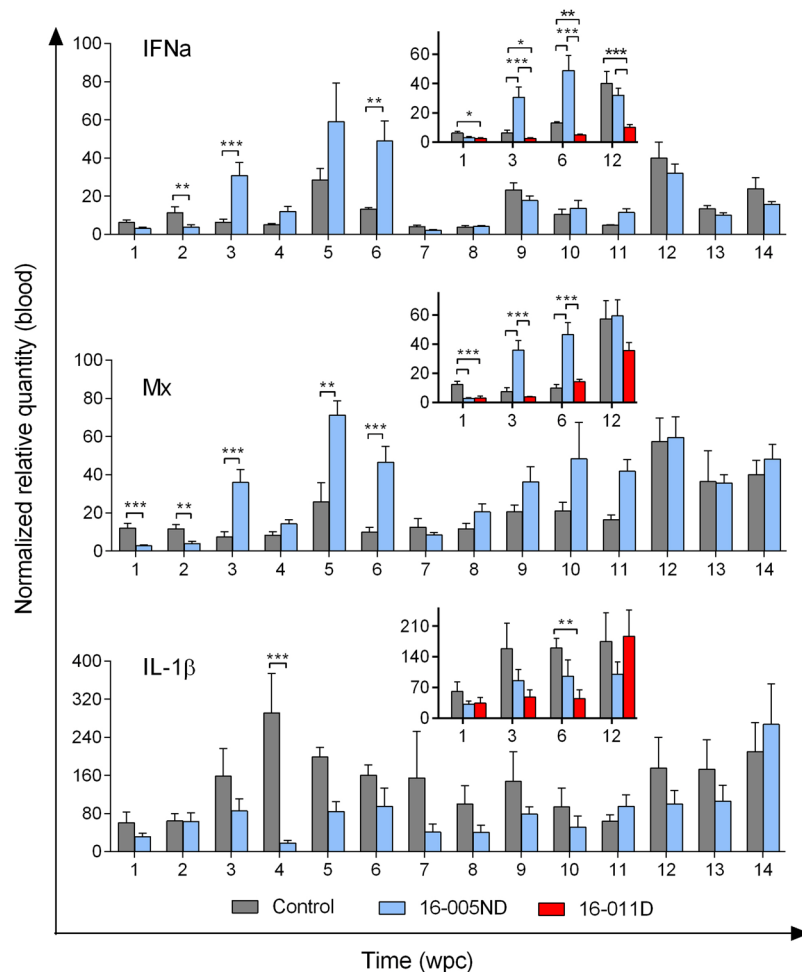 Normalized relative quantity (blood)
IFNa
100
80
60
40
20
0
** *** **
1 2 3 4 5 6 7 8 9 10 11 12 13 14
60
40
20
0
* * *** *** ** *** *** ***
1 3 6 12
Mx
100
80
60
40
20
0
*** ** *** ** ***
1 2 3 4 5 6 7 8 9 10 11 12 13 14
60
40
20
0
*** *** *** *** ***
1 3 6 12
IL-1β
400
320
240
160
80
0
***
1 2 3 4 5 6 7 8 9 10 11 12 13 14
210
140
70
0
**
1 3 6 12
Control 16-005ND 16-011D
Time (wpc)